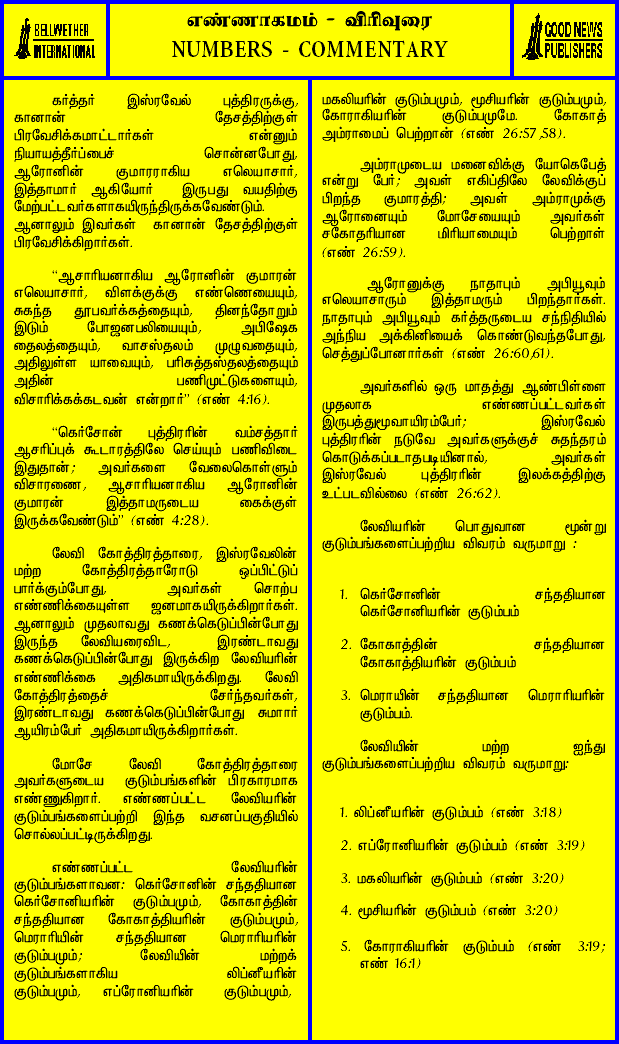 BELLWETHER
INTERNATIONAL
எண்ணாகமம் - விரிவுரை
NUMBERS - COMMENTARY
GOOD NEWS
PUBLISHERS
கர்த்தர் இஸ்ரவேல் புத்திரருக்கு,
கானான் தேசத்திற்குள்
பிரவேசிக்கமாட்டார்கள் என்னும்
நியாயத்தீர்ப்பைச் சொன்னபோது,
ஆரோனின் குமாரராகிய எலெயாசார்,
இத்தாமார் ஆகியோர் இருபது வயதிற்கு
மேற்பட்டவர்களாகயிருந்திருக்கவேண்டும்.
ஆனாலும் இவர்கள் கானான் தேசத்திற்குள்
பிரவேசிக்கிறார்கள்.
“ஆசாரியனாகிய ஆரோனின் குமாரன்
எலெயாசார், விளக்குக்கு எண்ணெயையும்,
சுகந்த தூபவர்க்கத்தையும், தினந்தோறும்
இடும் போஜனபலியையும், அபிஷேக
தைலத்தையும், வாசஸ்தலம் முழுவதையும்,
அதிலுள்ள யாவையும், பரிசுத்தஸ்தலத்தையும்
அதின் பணிமுட்டுகளையும்,
விசாரிக்கக்கடவன் என்றார்” (எண் 4:16).
“கெர்சோன் புத்திரரின் வம்சத்தார்
ஆசரிப்புக் கூடாரத்திலே செய்யும் பணிவிடை
இதுதான்; அவர்களை வேலைகொள்ளும்
விசாரணை, ஆசாரியனாகிய ஆரோனின்
குமாரன் இத்தாமருடைய கைக்குள்
இருக்கவேண்டும்” (எண் 4:28).
லேவி கோத்திரத்தாரை, இஸ்ரவேலின்
மற்ற கோத்திரத்தாரோடு ஒப்பிட்டுப்
பார்க்கும்போது, அவர்கள் சொற்ப
எண்ணிக்கையுள்ள ஜனமாகயிருக்கிறார்கள்.
ஆனாலும் முதலாவது கணக்கெடுப்பின்போது
இருந்த லேவியரைவிட, இரண்டாவது
கணக்கெடுப்பின்போது இருக்கிற லேவியரின்
எண்ணிக்கை அதிகமாயிருக்கிறது. லேவி
கோத்திரத்தைச் சேர்ந்தவர்கள்,
இரண்டாவது கணக்கெடுப்பின்போது சுமாார்
ஆயிரம்பேர் அதிகமாயிருக்கிறார்கள்.
மோசே லேவி கோத்திரத்தாரை
அவர்களுடைய குடும்பங்களின் பிரகாரமாக
எண்ணுகிறார். எண்ணப்பட்ட லேவியரின்
குடும்பங்களைப்பற்றி இந்த வசனப்பகுதியில்
சொல்லப்பட்டிருக்கிறது.
எண்ணப்பட்ட லேவியரின்
குடும்பங்களாவன: கெர்சோனின் சந்ததியான
கெர்சோனியரின் குடும்பமும், கோகாத்தின்
சந்ததியான கோகாத்தியரின் குடும்பமும்,
மெராரியின் சந்ததியான மெராரியரின்
குடும்பமும்; லேவியின் மற்றக்
குடும்பங்களாகிய லிப்னீயரின்
குடும்பமும், எப்ரோனியரின் குடும்பமும்,
மகலியரின் குடும்பமும், மூசியரின் குடும்பமும்,
கோராகியரின் குடும்பமுமே. கோகாத்
அம்ராமைப் பெற்றான் (எண் 26:57,58).
அம்ராமுடைய மனைவிக்கு யோகெபேத்
என்று பேர்; அவள் எகிப்திலே லேவிக்குப்
பிறந்த குமாரத்தி; அவள் அம்ராமுக்கு
ஆரோனையும் மோசேயையும் அவர்கள்
சகோதரியான மிரியாமையும் பெற்றாள்
(எண் 26:59).
ஆரோனுக்கு நாதாபும் அபியூவும்
எலெயாசாரும் இத்தாமரும் பிறந்தார்கள்.
நாதாபும் அபியூவும் கர்த்தருடைய சந்நிதியில்
அந்நிய அக்கினியைக் கொண்டுவந்தபோது,
செத்துப்போனார்கள் (எண் 26:60,61).
அவர்களில் ஒரு மாதத்து ஆண்பிள்ளை
முதலாக எண்ணப்பட்டவர்கள்
இருபத்துமூவாயிரம்பேர்; இஸ்ரவேல்
புத்திரரின் நடுவே அவர்களுக்குச் சுதந்தரம்
கொடுக்கப்படாதபடியினால், அவர்கள்
இஸ்ரவேல் புத்திரரின் இலக்கத்திற்கு
உட்படவில்லை (எண் 26:62).
லேவியரின் பொதுவான மூன்று
குடும்பங்களைப்பற்றிய விவரம் வருமாறு :
1. கெர்சோனின் சந்ததியான
கெர்சோனியரின் குடும்பம்
2. கோகாத்தின் சந்ததியான
கோகாத்தியரின் குடும்பம்
3. மெராயின் சந்ததியான மெராரியரின்
குடும்பம்.
லேவியின் மற்ற ஐந்து
குடும்பங்களைப்பற்றிய விவரம் வருமாறு:
1. லிப்னீயரின் குடும்பம் (எண் 3:18)
2. எப்ரோனியரின் குடும்பம் (எண் 3:19)
3. மகலியரின் குடும்பம் (எண் 3:20)
4. மூசியரின் குடும்பம் (எண் 3:20)
5. கோராகியரின் குடும்பம் (எண் 3:19;
எண் 16:1)